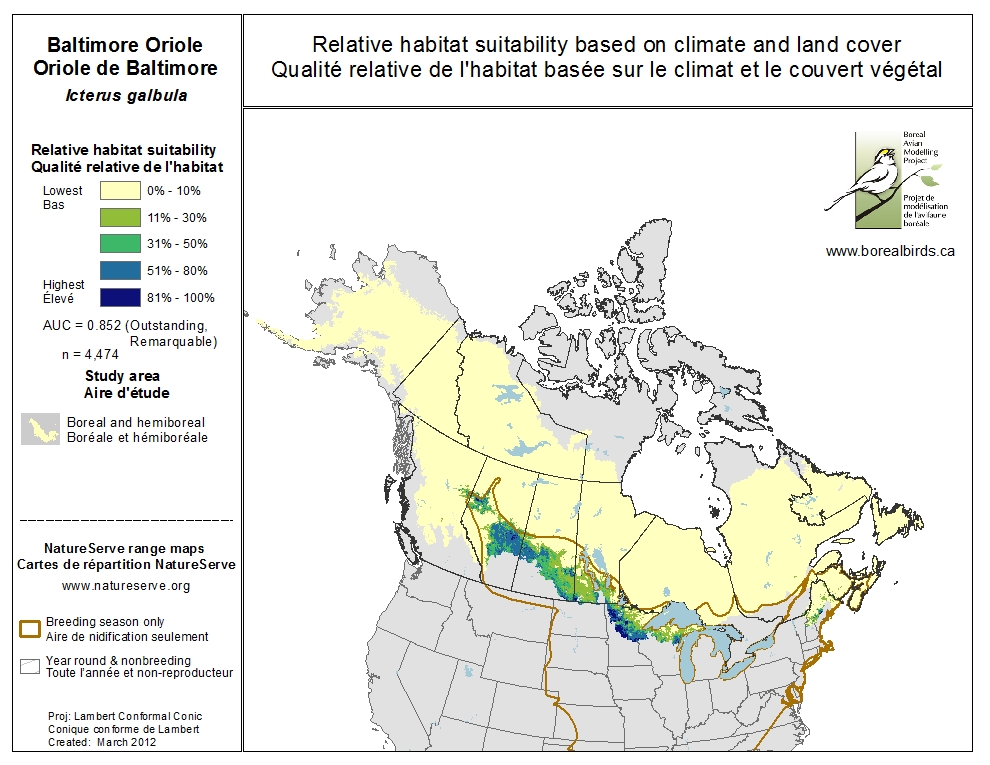 Baltimore Oriole
Oriole de Baltimore
Icterus galbula
Relative habitat suitability based on climate and land cover
Qualité relative de l'habitat basée sur le climat et le couvert végétal
Relative habitat suitability
Qualité relative de l'habitat
Lowest
Bas
0% - 10%
11% - 30%
31% - 50%
51% - 80%
Highest
Élevé
81% - 100%
AUC = 0.852 (Outstanding,
Remarquable)
n = 4,474
Study area
Aire d'étude
Boreal and hemiboreal
Boréale et hémiboréale
NatureServe range maps
Cartes de répartition NatureServe
www.natureserve.org
Breeding season only
Aire de nidification seulement
Year round & nonbreeding
Toute l'année et non-reproducteur
Proj: Lambert Conformal Conic
Conique conforme de Lambert
Created: March 2012
Boreal
Avian
Modelling
Project
Projet de
modélisation
de l'avifaune
boréale
www.borealbirds.ca